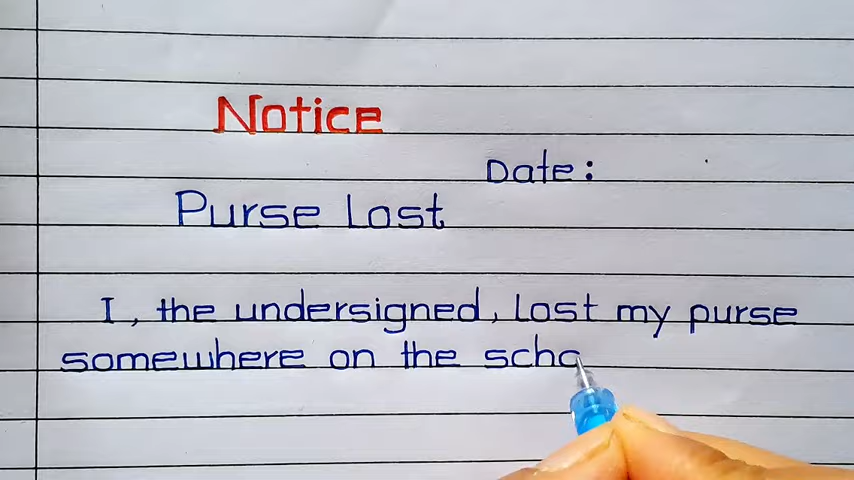 Notice
Date:
Purse Lost
I, the undersigned, lost my purse
somewhere on the scho